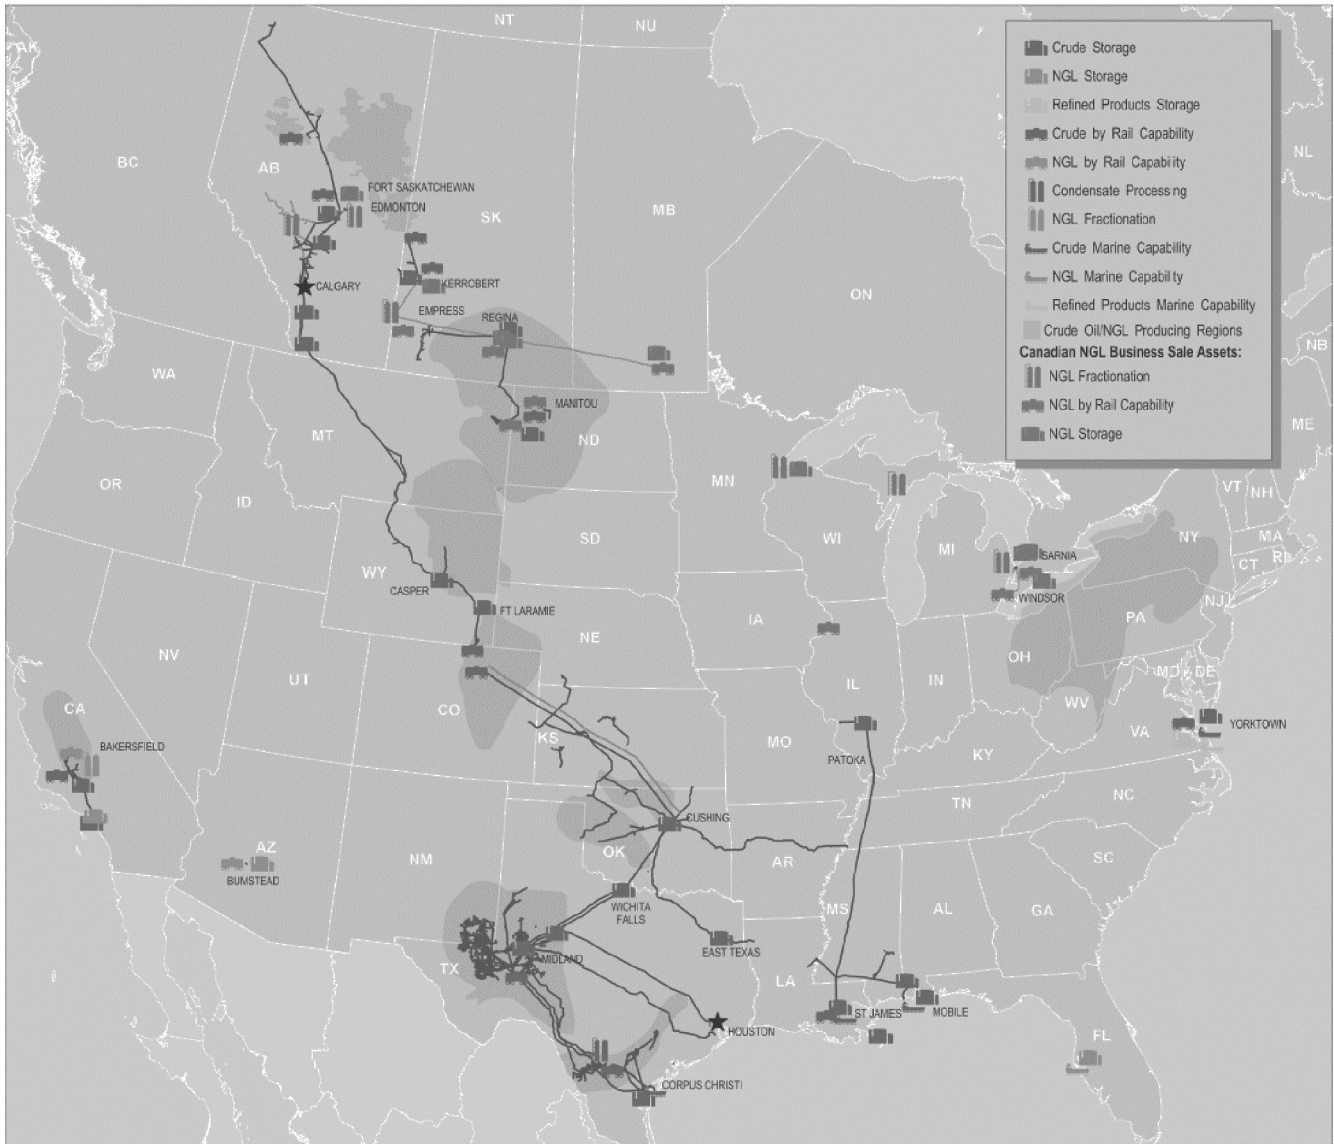 NT
NU
AK
Crude Storage
NGL Storage
Refined Products Storage
Crude by Rail Capability
NGL by Rail Capability
Condensate Processing
NGL Fractionation
Crude Marine Capability
NGL Marine Capability
Refined Products Marine Capability
Crude Oil/NGL Producing Regions
Canadian NGL Business Sale Assets:
NGL Fractionation
NGL by Rail Capability
NGL Storage
BC
AB
NL
FORT SASKATCHEWAN
EDMONTON
SK
MB
CALGARY
KERROBERT
ON
EMPRESS
REGINA
NB
WA
MANITOU
MT
ND
ME
OR
ID
MN
VT
NH
SD
WI
MI
NY
MA
SARNIA
CT
RI
WY
CASPER
WINDSOR
NJ
FT LARAMIE
IA
PA
NE
NV
OH
UT
IL
IN
MD
DE
WV
CA
CO
VA
YORKTOWN
BAKERSFIELD
KS
MO
PATOKA
KY
NC
TN
CUSHING
AZ
NM
OK
AR
SC
BUMSTEAD
WICHITA
FALLS
MS
AL
GA
EAST TEXAS
MIDLAND
TX
LA
ST JAMES
MOBILE
HOUSTON
FL
CORPUS CHRISTI